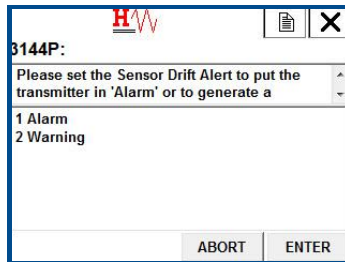 H
3144P:
Please set the Sensor Drift Alert to put the
transmitter in 'Alarm' or to generate a
1 Alarm
2 Warning
ABORT ENTER